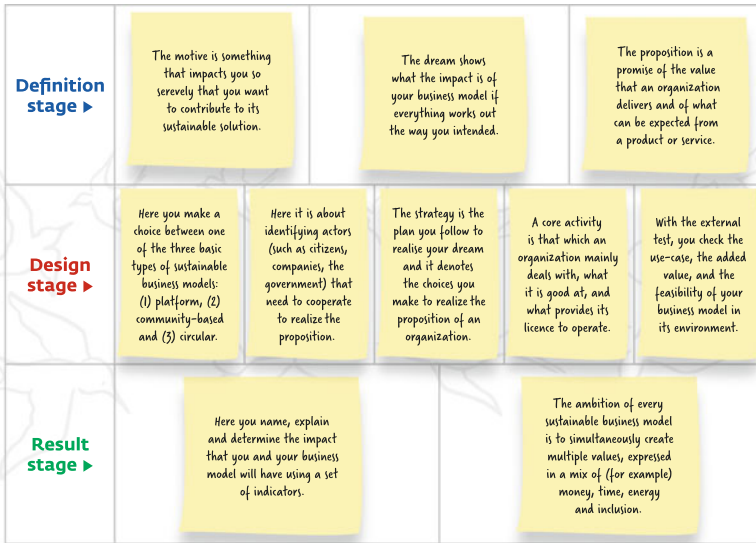 Definition
stage ▶
The motive is something
that impacts you so
serevely that you want
to contribute to its
sustainable solution.
The dream shows
what the impact is of
your business model if
everything works out
the way you intended.
The proposition is a
promise of the value
that an organization
delivers and of what
can be expected from
a product or service.
Design
stage ▶
Here you make a
choice between one
of the three basic
types of sustainable
business models:
(1) platform, (2)
community-based
and (3) circular.
Here it is about
identifying actors
(such as citizens,
companies, the
government) that
need to cooperate
to realize the
proposition.
The strategy is the
plan you follow to
realise your dream
and it denotes
the choices you
make to realize the
proposition of an
organization.
A core activity
is that which an
organization mainly
deals with, what
it is good at, and
what provides its
licence to operate.
With the external
test, you check the
use-case, the added
value, and the
feasibility of your
business model in
its environment.
Result
stage ▶
Here you name, explain
and determine the impact
that you and your business
model will have using a set
of indicators.
The ambition of every
sustainable business model
is to simultaneously create
multiple values, expressed
in a mix of (for example)
money, time, energy
and inclusion.